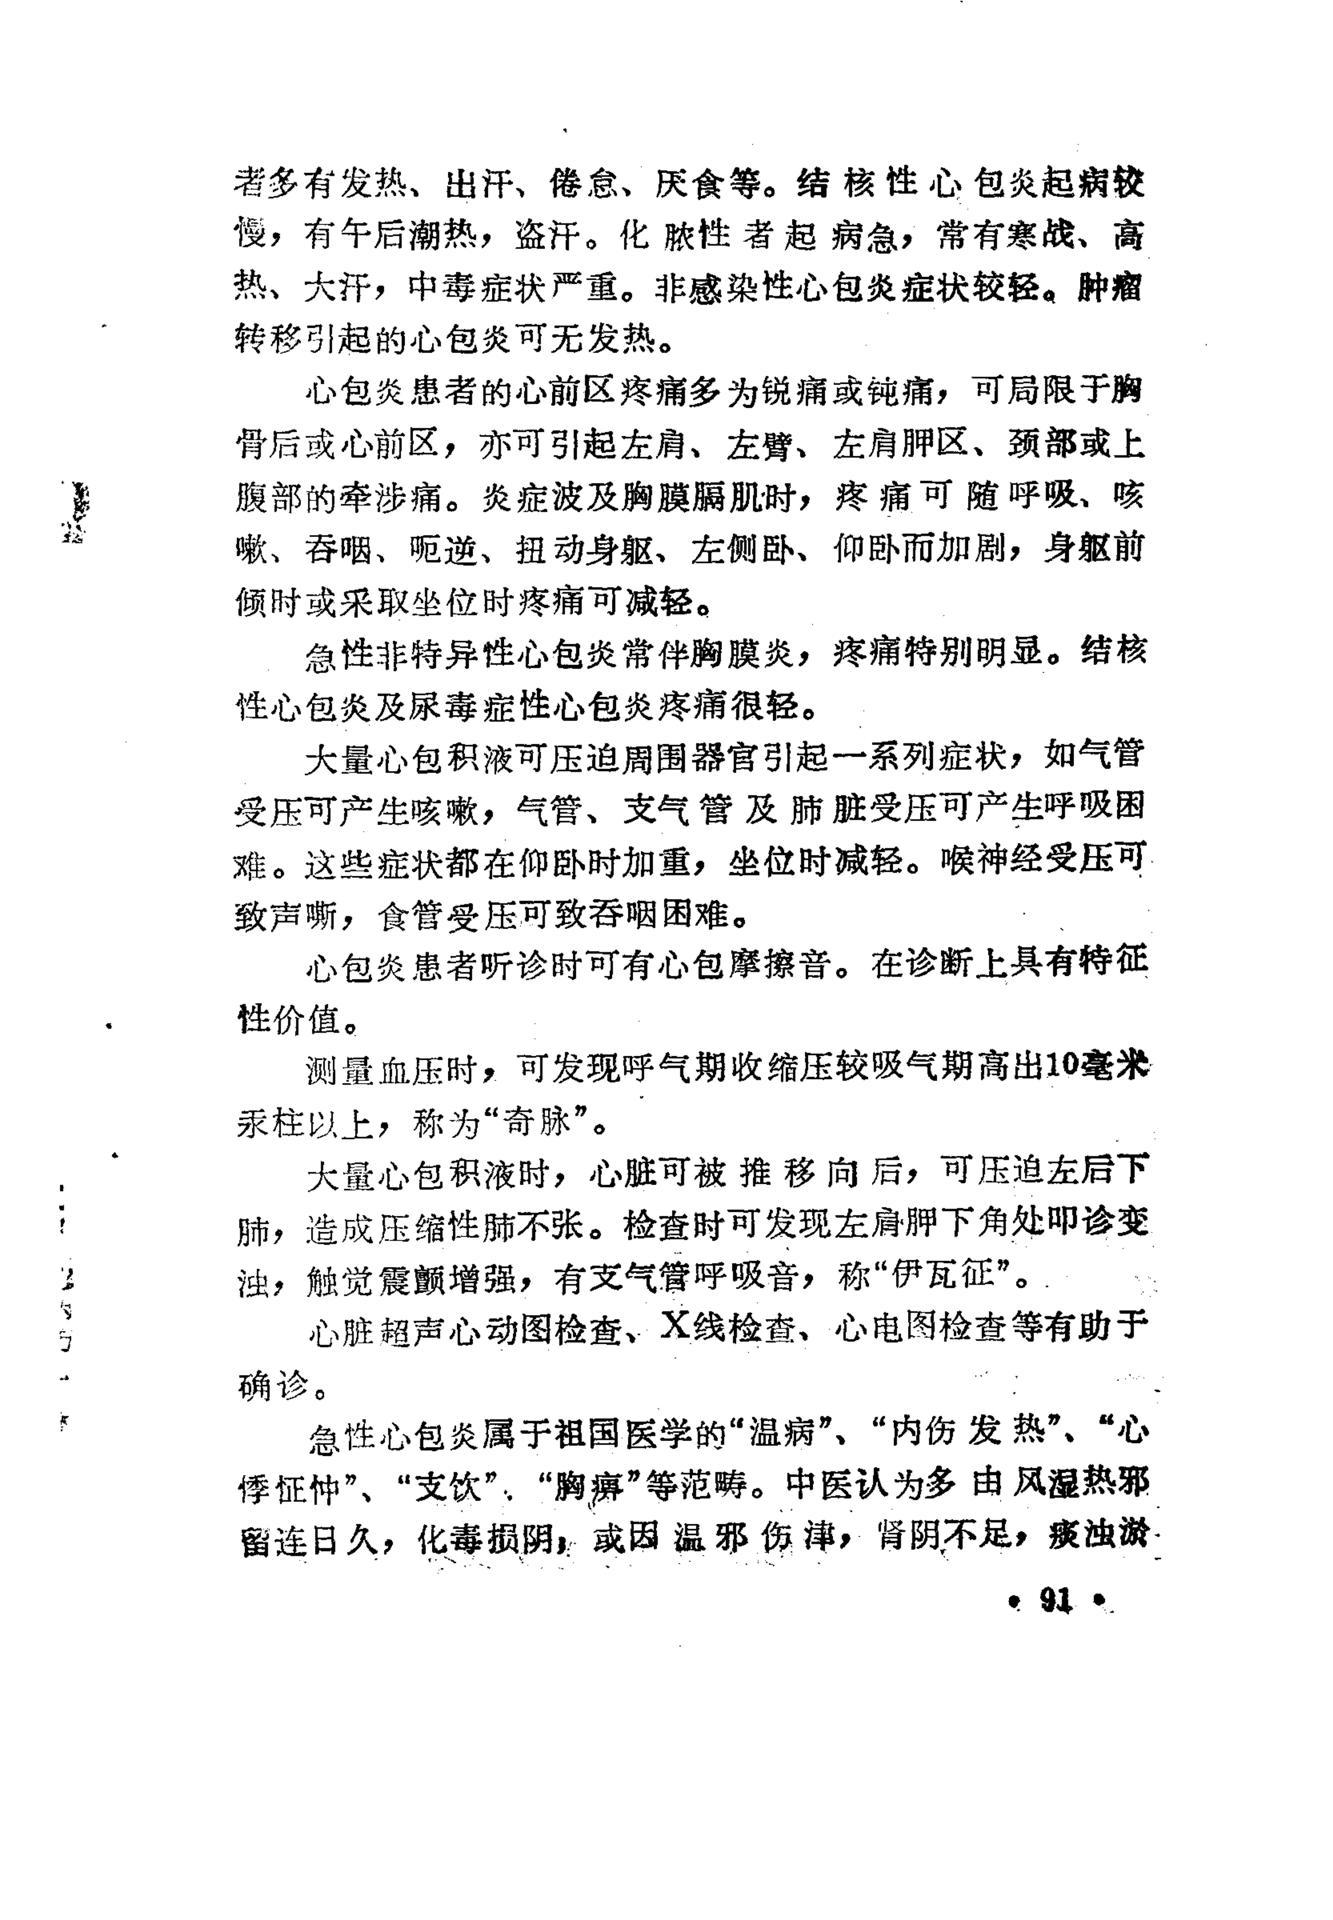 者多有发热、出汗、倦怠、厌食等。结核性心包炎起病较
慢，有午后潮热，盗汗。化脓性者起病急，常有寒战、高
热、大汗，中毒症状严重。非感染性心包炎症状较轻。肿瘤
转移引起的心包炎可无发热。
心包炎患者的心前区疼痛多为锐痛或钝痛，可局限于胸
骨后或心前区，亦可引起左肩、左臂、左肩胛区、颈部或上
腹部的牵涉痛。炎症波及胸膜膈肌时，疼痛可随呼吸、咳
嗽、吞咽、呃逆、扭动身躯、左侧卧、仰卧而加剧，身躯前
倾时或采取坐位时疼痛可减轻。
急性非特异性心包炎常伴胸膜炎，疼痛特别明显。结核
性心包炎及尿毒症性心包炎疼痛很轻。
大量心包积液可压迫周围器官引起一系列症状，如气管
受压可产生咳嗽，气管、支气管及肺脏受压可产生呼吸困
难。这些症状都在仰卧时加重，坐位时减轻。喉神经受压可
致声嘶，食管受压可致吞咽困难。
心包炎患者听诊时可有心包摩擦音。在诊断上具有特征
性价值。
测量血压时，可发现呼气期收缩压较吸气期高出10毫米
汞柱以上，称为“奇脉”。
大量心包积液时，心脏可被推移向后，可压迫左后下
肺，造成压缩性肺不张。检查时可发现左肩胛下角处叩诊变
浊，触觉震颤增强，有支气管呼吸音，称“伊瓦征”。
心脏超声心动图检查、X线检查、心电图检查等有助于
确诊。
急性心包炎属于祖国医学的“温病”、“内伤发热”、“心
悸怔忡”、“支饮”、“胸痹”等范畴。中医认为多由风湿热邪
留连日久，化毒损阴，或因温邪伤津，肾阴不足，痰浊淤
• 91 •